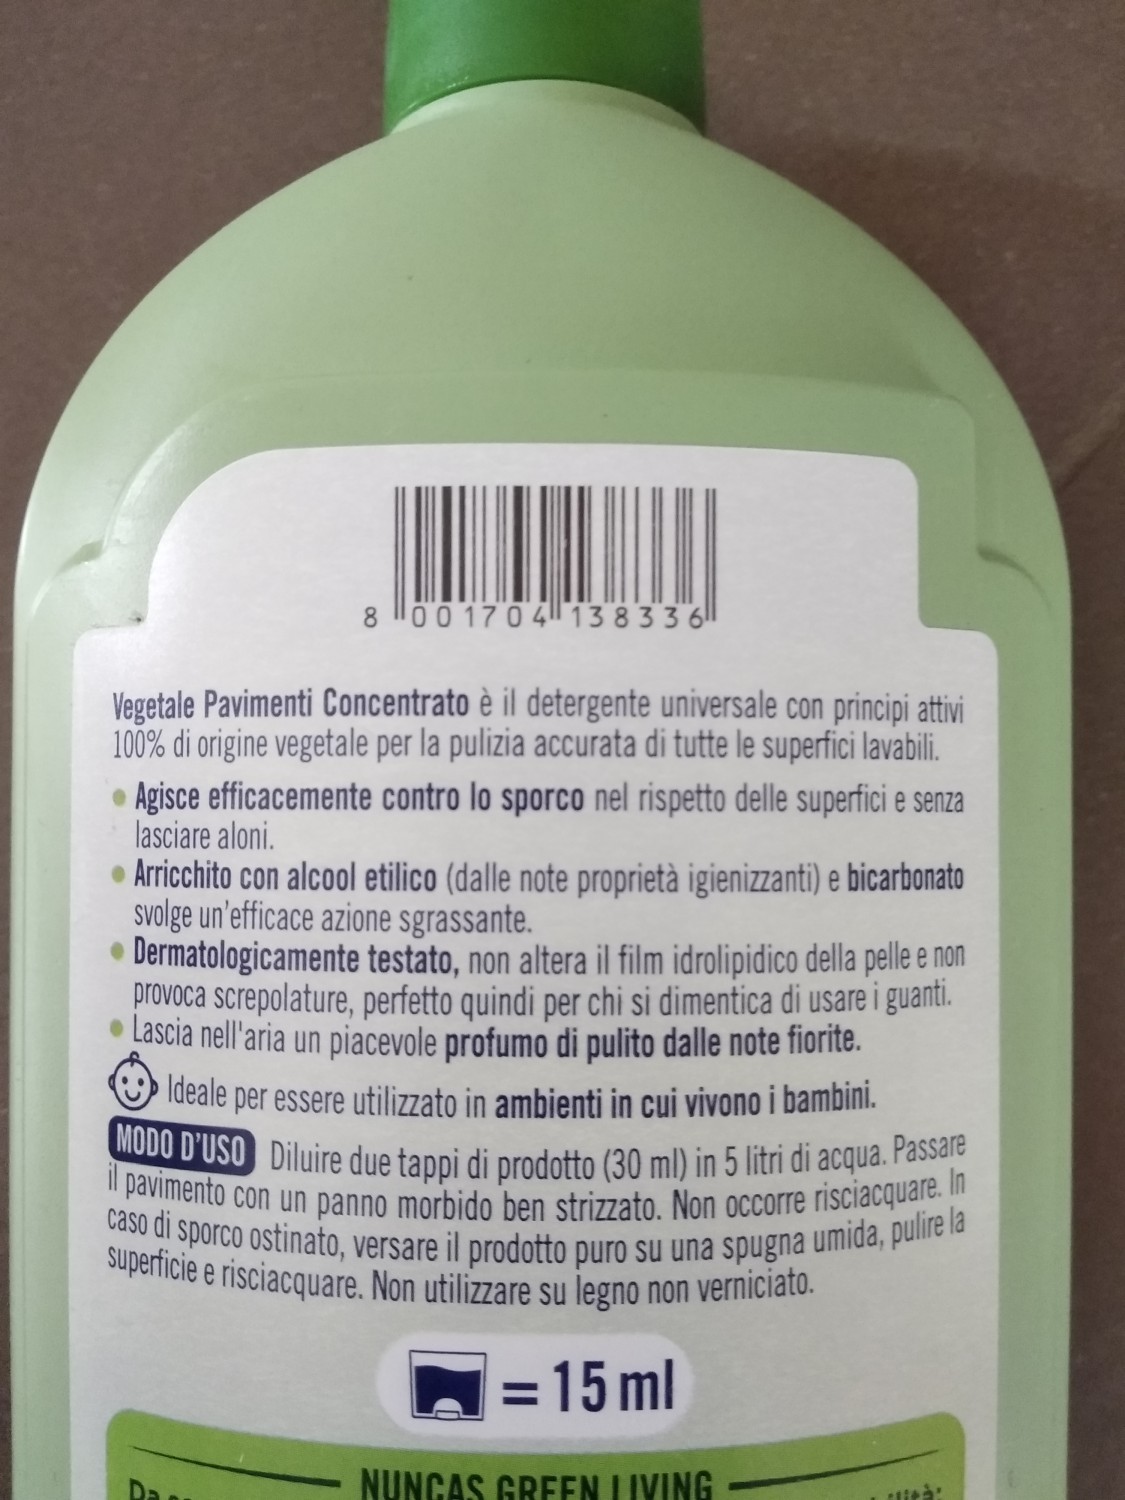 8 001704 138336
Vegetale Pavimenti Concentrato è il detergente universale con principi attivi
100% di origine vegetale per la pulizia accurata di tutte le superfici lavabili.
• Agisce efficacemente contro lo sporco nel rispetto delle superfici e senza
lasciare aloni.
• Arricchito con alcool etilico (dalle note proprietà igienizzanti) e bicarbonato
svolge un'efficace azione sgrassante.
• Dermatologicamente testato, non altera il film idrolipidico della pelle e non
provoca screpolature, perfetto quindi per chi si dimentica di usare i guanti.
• Lascia nell'aria un piacevole profumo di pulito dalle note fiorite.
Ideale per essere utilizzato in ambienti in cui vivono i bambini.
MODO D'USO Diluire due tappi di prodotto (30 ml) in 5 litri di acqua. Passare
il pavimento con un panno morbido ben strizzato. Non occorre risciacquare. In
caso di sporco ostinato, versare il prodotto puro su una spugna umida, pulire la
superficie e risciacquare. Non utilizzare su legno non verniciato.
= 15 ml
NUNCAS GREEN LIVING
Da